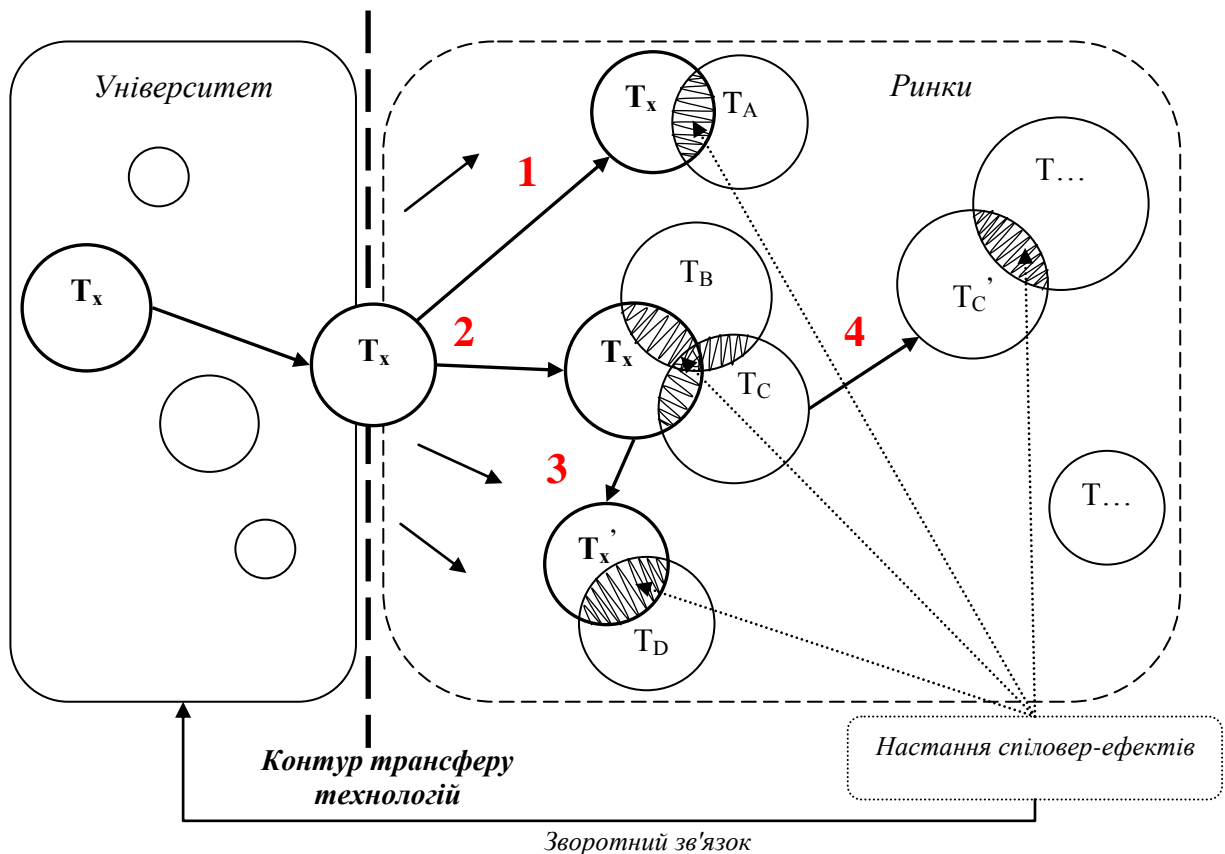 Університет
Ринки
Tx
TA
1
T…
TB
Tx
TC’
2
Tx
4
Tx
TC
3
T…
Tx’
TD
Контур трансферу
технологій
Настання спіловер-ефектів
Зворотний зв'язок